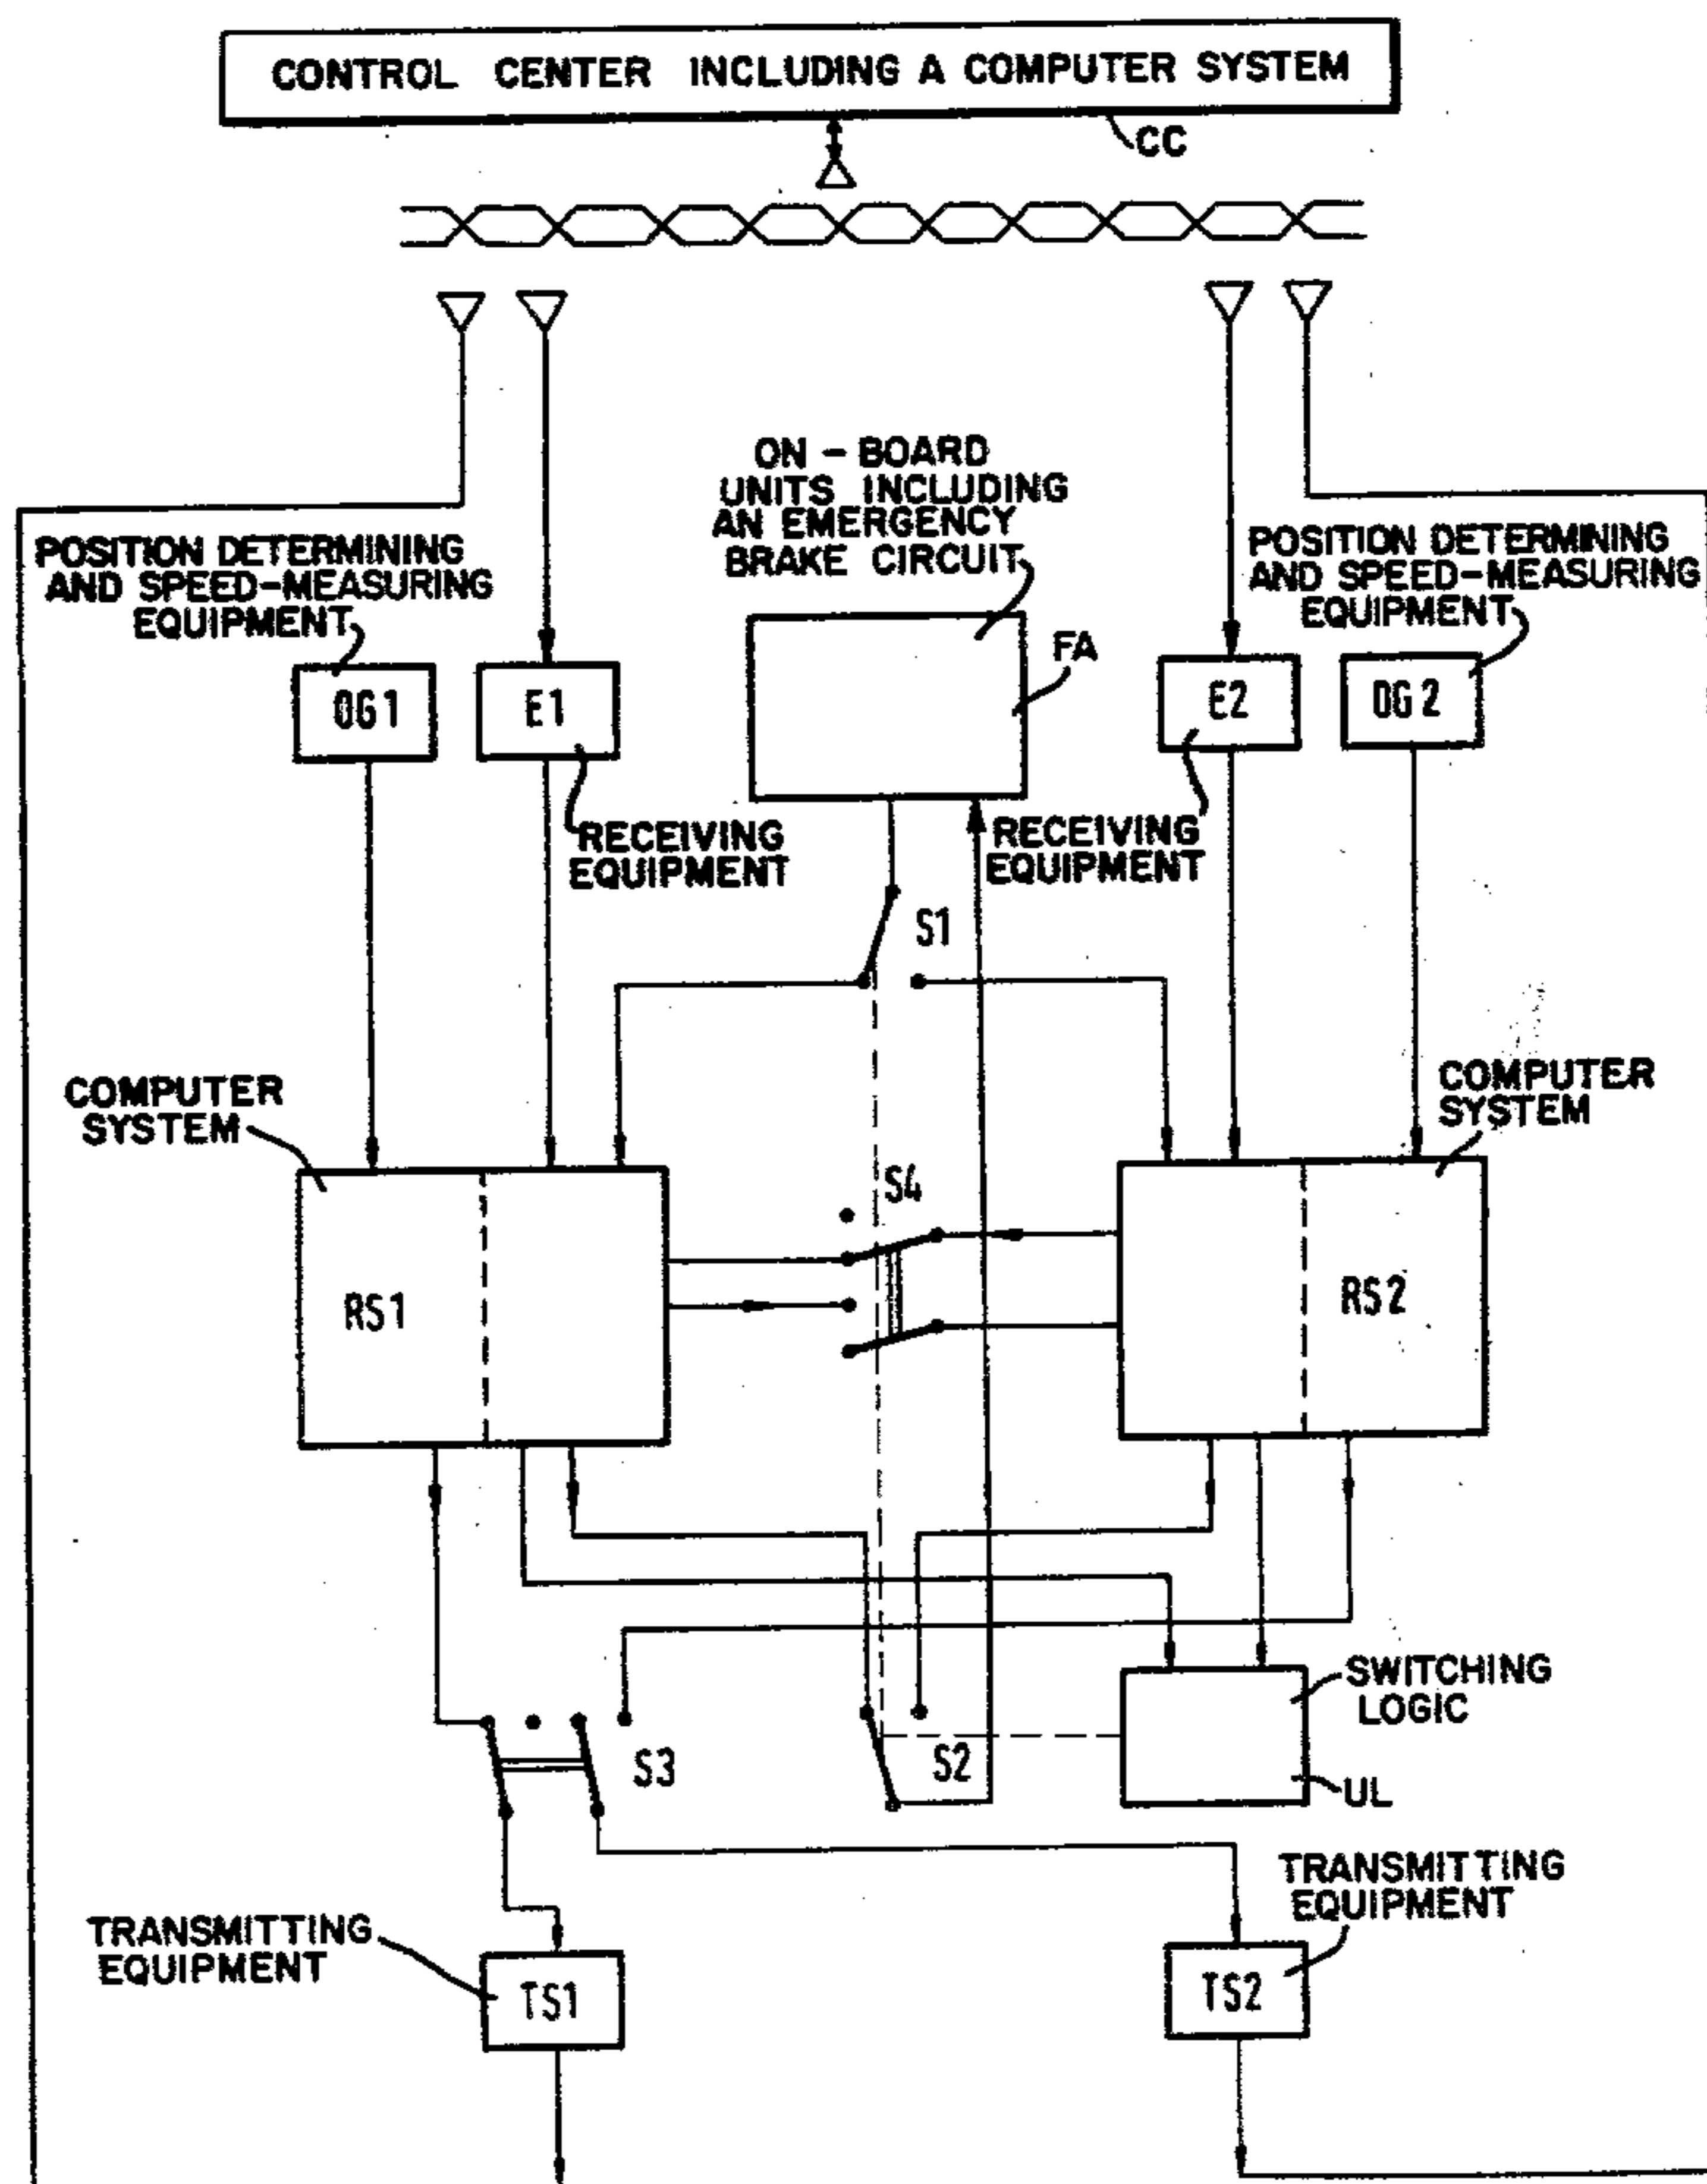 CONTROL CENTER INCLUDING A COMPUTER SYSTEM
CC
ON - BOARD
UNITS INCLUDING
AN EMERGENCY
BRAKE CIRCUIT
POSITION DETERMINING
AND SPEED-MEASURING
EQUIPMENT
POSITION DETERMINING
AND SPEED-MEASURING
EQUIPMENT
FA
OG1
E1
E2
OG2
RECEIVING
EQUIPMENT
RECEIVING
EQUIPMENT
S1
COMPUTER
SYSTEM
COMPUTER
SYSTEM
S4
RS1
RS2
SWITCHING
LOGIC
S3
S2
UL
TRANSMITTING
EQUIPMENT
TRANSMITTING
EQUIPMENT
TS1
TS2